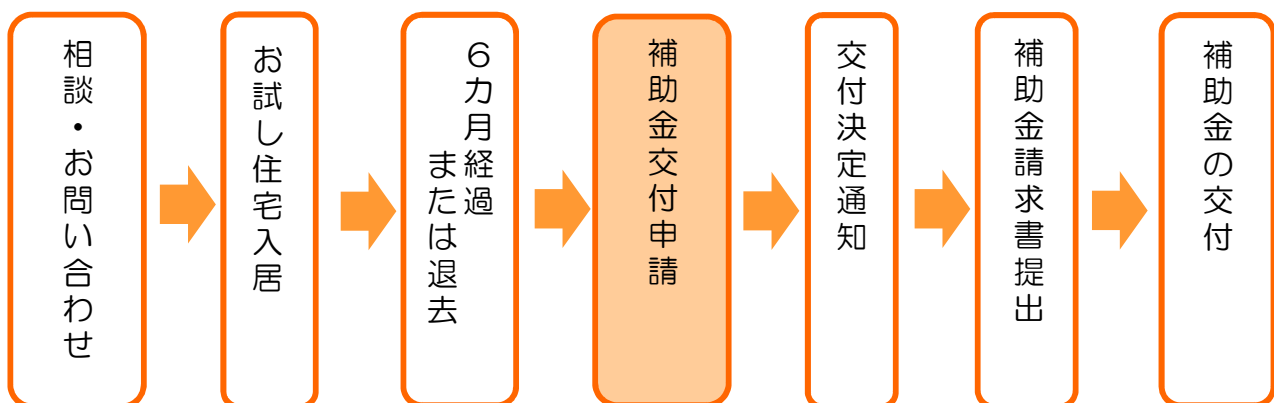 相談・お問い合わせ
お試し住宅入居
６カ月経過
または退去
補助金交付申請
交付決定通知
補助金請求書提出
補助金の交付